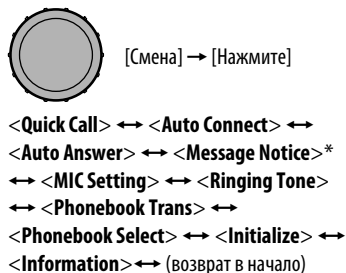 [Смена] → [Нажмите]
<Quick Call> ↔ <Auto Connect> ↔
<Auto Answer> ↔ <Message Notice>*
↔ <MIC Setting> ↔ <Ringing Tone>
↔ <Phonebook Trans> ↔
<Phonebook Select> ↔ <Initialize> ↔
<Information>↔ (возврат в начало)